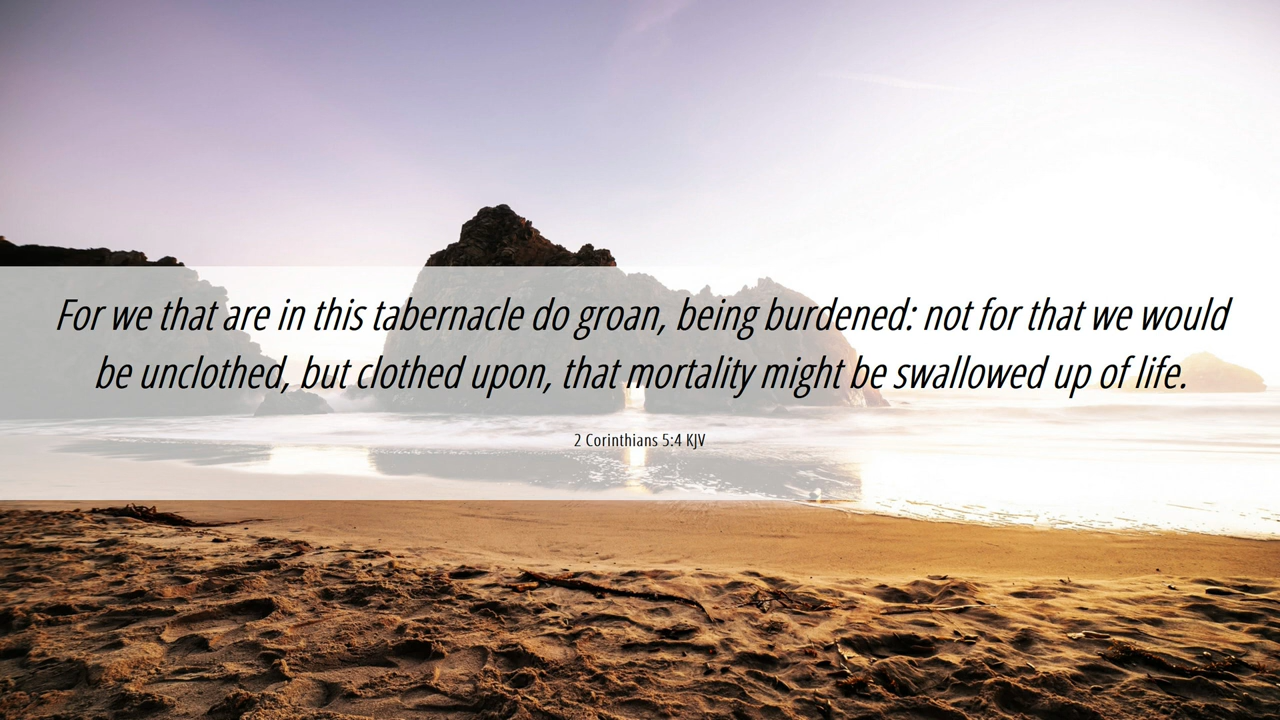 For we that are in this tabernacle do groan, being burdened: not for that we would
be unclothed, but clothed upon, that mortality might be swallowed up of life.
2 Corinthians 5:4 KJV